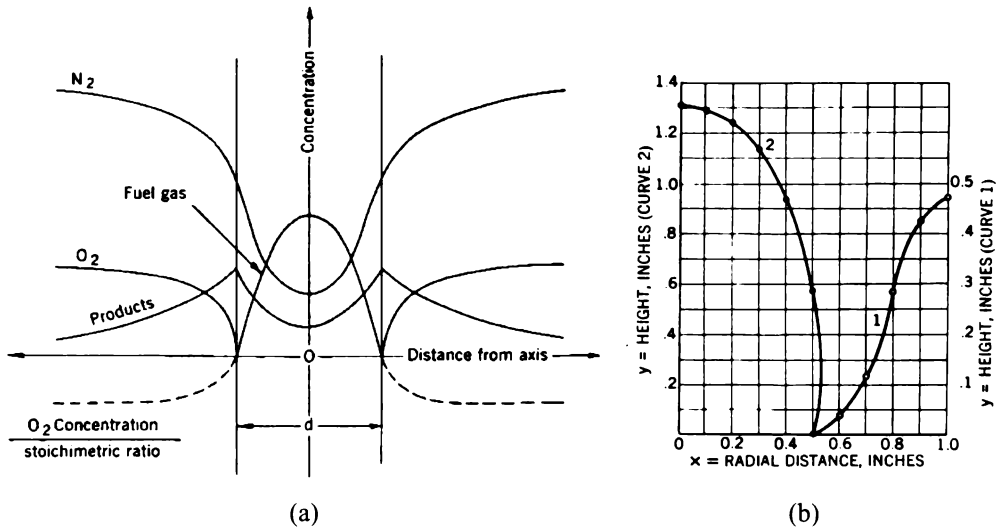 N2
Concentration
Fuel gas
O2
Products
O
Distance from axis
d
O2 Concentration
stoichimetric ratio
(a)
y = HEIGHT, INCHES (CURVE 2)
1.4
1.2
1.0
.8
.6
.4
.2
0
0.2
0.4
0.6
0.8
1.0
x = RADIAL DISTANCE, INCHES
2
1
0.5
.4
.3
.2
.1
y = HEIGHT, INCHES (CURVE 1)
(b)